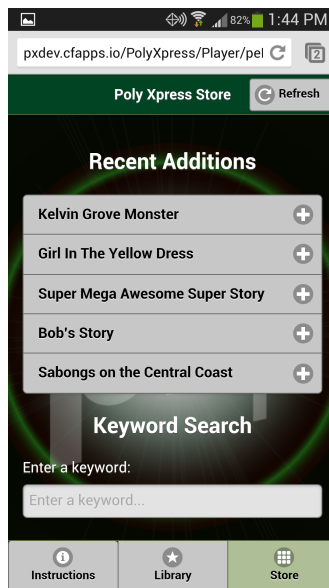 82% 1:44 PM
pxdev.cfapps.io/PolyXpress/Player/pel
2
Poly Xpress Store
Refresh
Recent Additions
Kelvin Grove Monster
Girl In The Yellow Dress
Super Mega Awesome Super Story
Bob's Story
Sabongs on the Central Coast
Keyword Search
Enter a keyword:
Enter a keyword...
Instructions
Library
Store